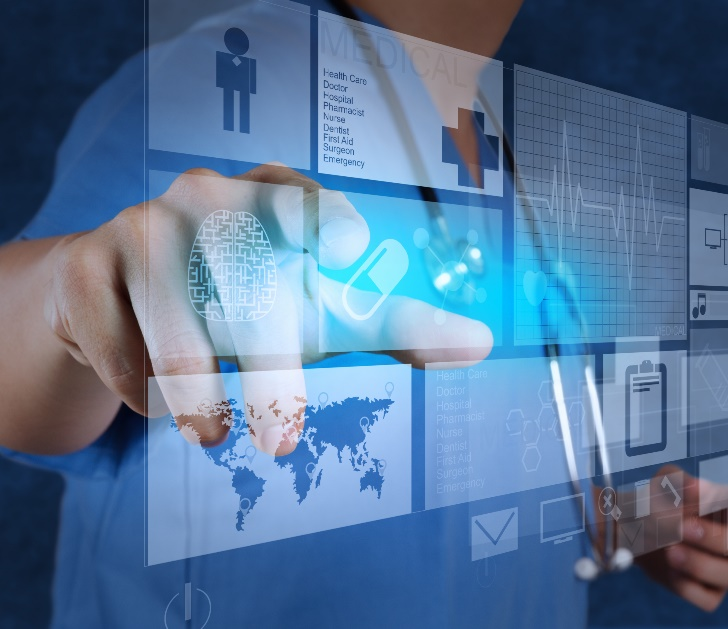 MEDICAL
Health Care
Doctor
Hospital
Pharmacist
Nurse
Dentist
First Aid
Surgeon
Emergency
MEDICAL
Health Care
Doctor
Hospital
Pharmacist
Nurse
Dentist
First Aid
Surgeon
Emergency